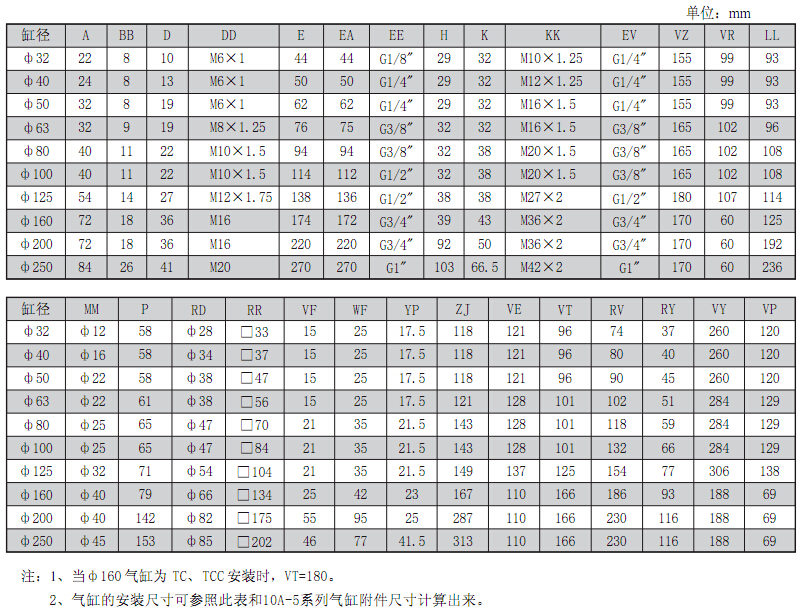 单位：mm
缸径 A BB D DD E EA EE H K KK EV VZ VR LL
φ32 22 8 10 M6×1 44 44 G1/8″ 29 32 M10×1.25 G1/4″ 155 99 93
φ40 24 8 13 M6×1 50 50 G1/4″ 29 32 M12×1.25 G1/4″ 155 99 93
φ50 32 8 19 M6×1 62 62 G1/4″ 29 32 M16×1.5 G1/4″ 155 99 93
φ63 32 9 19 M8×1.25 76 75 G3/8″ 32 32 M16×1.5 G3/8″ 165 102 96
φ80 40 11 22 M10×1.5 94 94 G3/8″ 32 38 M20×1.5 G3/8″ 165 102 108
φ100 40 11 22 M10×1.5 114 112 G1/2″ 32 38 M20×1.5 G3/8″ 165 102 108
φ125 54 14 27 M12×1.75 138 136 G1/2″ 38 38 M27×2 G1/2″ 180 107 114
φ160 72 18 36 M16 174 172 G3/4″ 39 43 M36×2 G3/4″ 170 60 125
φ200 72 18 36 M16 220 220 G3/4″ 92 50 M36×2 G3/4″ 170 60 192
φ250 84 26 41 M20 270 270 G1″ 103 66.5 M42×2 G1″ 170 60 236
缸径 MM P RD RR VF WF YP ZJ VE VT RV RY VY VP
φ32 φ12 58 φ28 □33 15 25 17.5 118 121 96 74 37 260 120
φ40 φ16 58 φ34 □37 15 25 17.5 118 121 96 80 40 260 120
φ50 φ22 58 φ38 □47 15 25 17.5 118 121 96 90 45 260 120
φ63 φ22 61 φ38 □56 15 25 17.5 121 128 101 102 51 284 129
φ80 φ25 65 φ47 □70 21 35 21.5 143 128 101 118 59 284 129
φ100 φ25 65 φ47 □84 21 35 21.5 143 128 101 132 66 284 129
φ125 φ32 71 φ54 □104 21 35 21.5 149 137 125 154 77 306 138
φ160 φ40 79 φ66 □134 25 42 23 167 110 166 186 93 188 69
φ200 φ40 142 φ82 □175 55 95 25 287 110 166 230 116 188 69
φ250 φ45 153 φ85 □202 46 77 41.5 313 110 166 230 116 188 69
注：1、当φ160气缸为TC、TCC安装时，VT=180。
2、气缸的安装尺寸可参照此表和10A-5系列气缸附件尺寸计算出来。